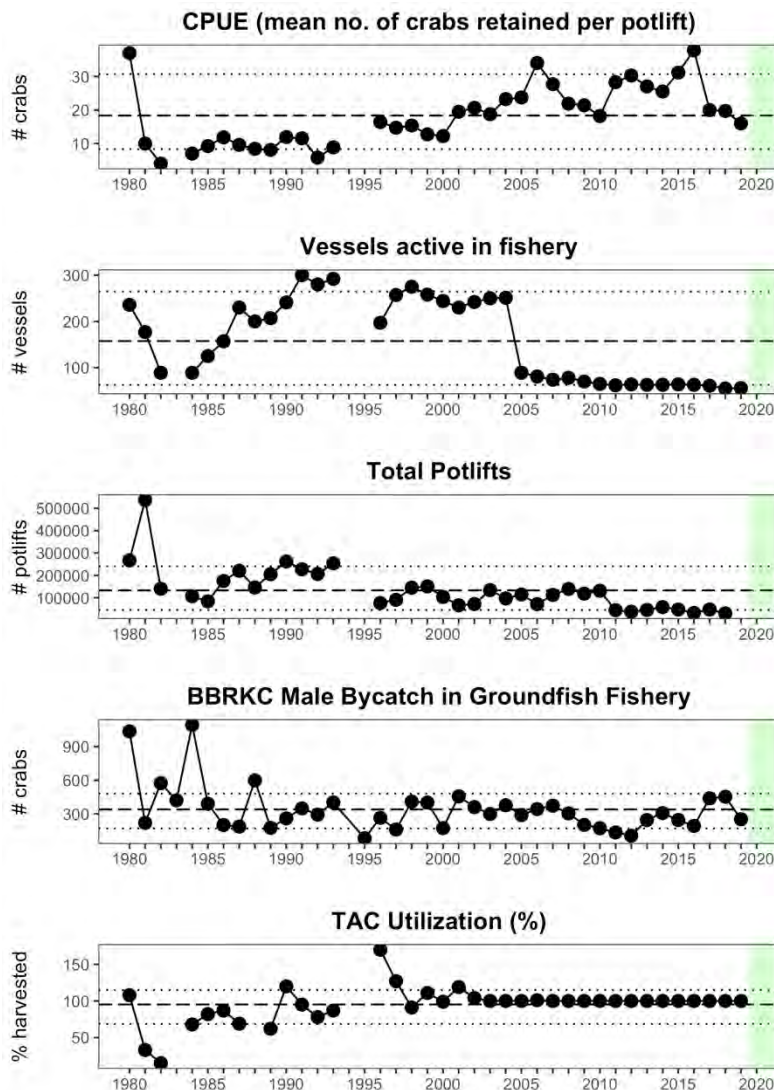 CPUE (mean no. of crabs retained per potlift)
# crabs
30
20
10
1980 1985 1990 1995 2000 2005 2010 2015 2020
Vessels active in fishery
# vessels
300
200
100
1980 1985 1990 1995 2000 2005 2010 2015 2020
Total Potlifts
# potlifts
500000
400000
300000
200000
100000
1980 1985 1990 1995 2000 2005 2010 2015 2020
BBRKC Male Bycatch in Groundfish Fishery
# crabs
900
600
300
1980 1985 1990 1995 2000 2005 2010 2015 2020
TAC Utilization (%)
% harvested
150
100
50
1980 1985 1990 1995 2000 2005 2010 2015 2020